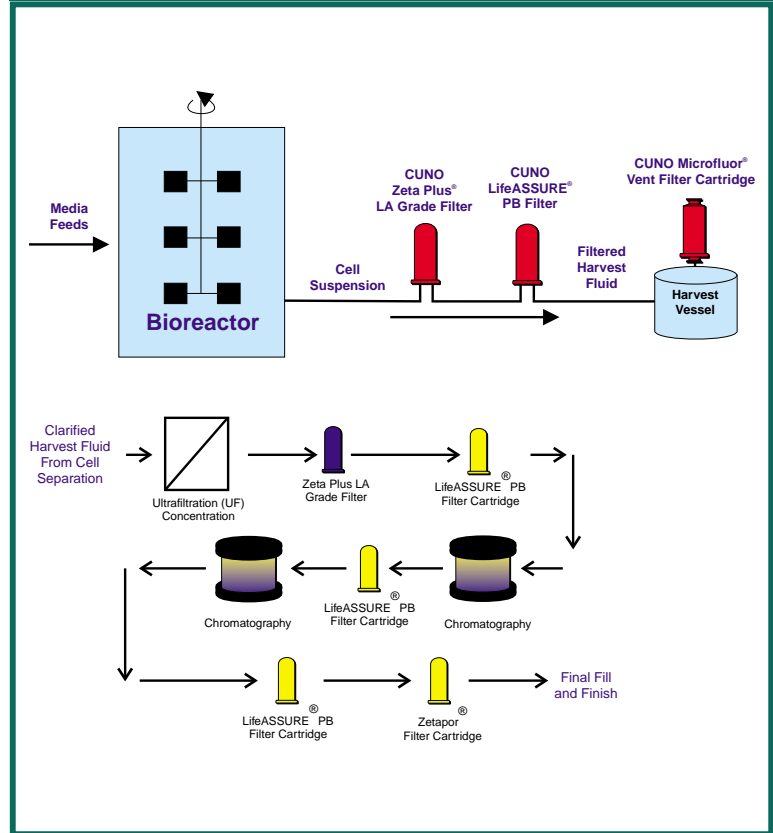 CUNO
Zeta Plus®
LA Grade Filter
CUNO
LifeASSURE®
PB Filter
CUNO Microfluor®
Vent Filter Cartridge
Media
Feeds
Cell
Suspension
Filtered
Harvest
Fluid
Harvest
Vessel
Bioreactor
Clarified
Harvest Fluid
From Cell
Separation
Ultrafiltration (UF)
Concentration
Zeta Plus LA
Grade Filter
LifeASSURE® PB
Filter Cartridge
Chromatography
LifeASSURE® PB
Filter Cartridge
Chromatography
LifeASSURE® PB
Filter Cartridge
Zetapor®
Filter Cartridge
Final Fill
and Finish